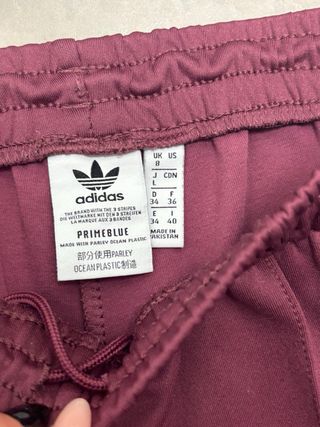 adidas
THE BRAND WITH THE 3 STRIPES
DIE WELTMARKE MIT DEN 3 STREIFEN
LA MARQUE AUX 3 BANDES
PRIMEBLUE
MADE WITH PARLEY OCEAN PLASTIC
部分使用PARLEY
OCEAN PLASTIC制造
UK US
8
J CDN
L
D F
34 36
E I
34 40
MADE IN
PAKISTAN